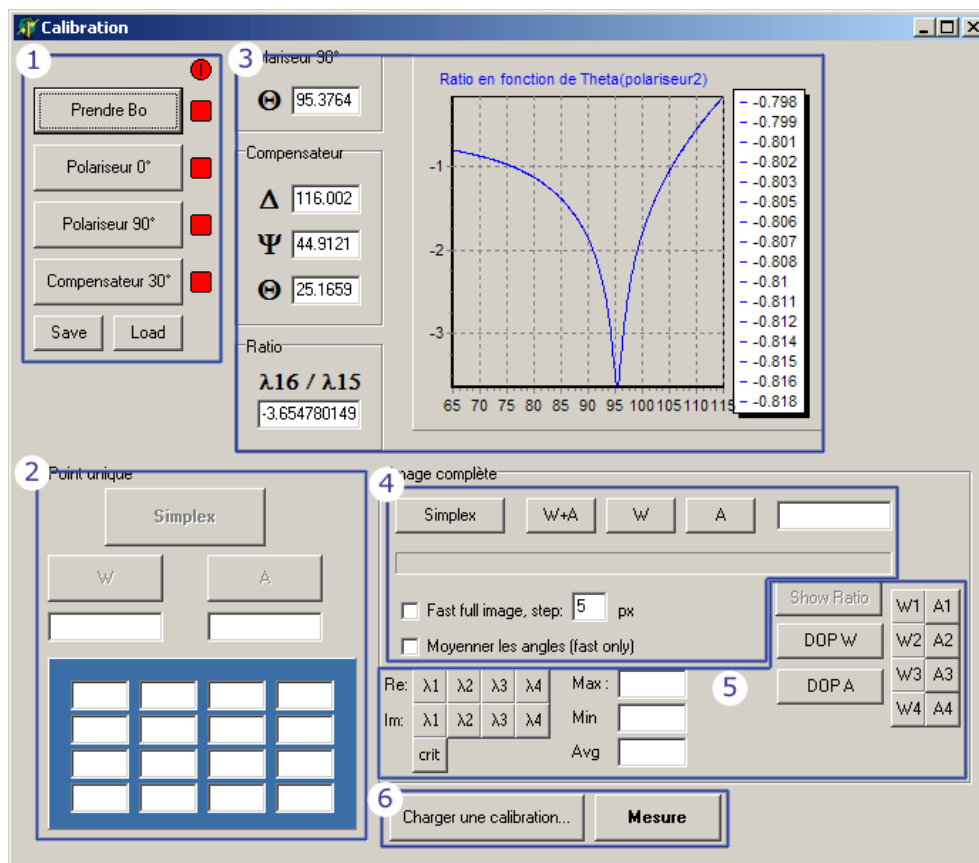 Calibration
1
Prendre Bo
Polariseur 0°
Polariseur 90°
Compensateur 30°
Save Load
3
Polariseur 90°
Θ 95.3764
Compensateur
Δ 116.002
Ψ 44.9121
Θ 25.1659
Ratio
λ16 / λ15
-3.654780149
Ratio en fonction de Theta(polariseur2)
-1
-2
-3
65 70 75 80 85 90 95 100 105 110 115
-0.798
-0.799
-0.801
-0.802
-0.803
-0.805
-0.806
-0.807
-0.808
-0.81
-0.811
-0.812
-0.814
-0.815
-0.816
-0.818
2
Point unique
Simplex
W A
Image complète
4
Simplex W+A W A
Fast full image, step: 5 px
Moyenner les angles (fast only)
Show Ratio
DOP W
DOP A
W1 A1
W2 A2
W3 A3
W4 A4
5
Re: λ1 λ2 λ3 λ4
Im: λ1 λ2 λ3 λ4
crit
Max :
Min
Avg
6
Charger une calibration... Mesure